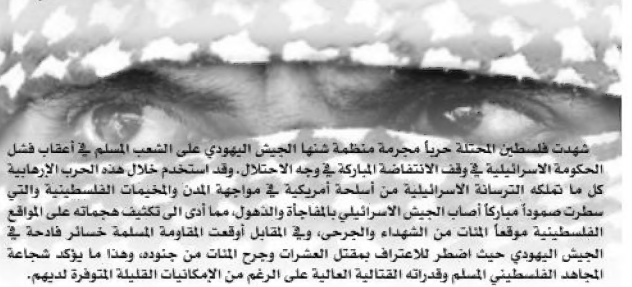 شهدت فلسطين المحتلة حرباً مجرمة منظمة شنها الجيش اليهودي على الشعب المسلم في أعقاب فشل
الحكومة الاسرائيلية في وقف الانتفاضة المباركة في وجه الاحتلال. وقد استخدم خلال هذه الحرب الإرهابية
كل ما تملكه الترسانة الاسرائيلية من أسلحة أمريكية في مواجهة المدن والمخيمات الفلسطينية والتي
سطرت صموداً مباركاً أصاب الجيش الاسرائيلي بالمفاجأة والذهول، مما أدى الى تكثيف هجماته على المواقع
الفلسطينية موقعاً المئات من الشهداء والجرحى، وفي المقابل أوقعت المقاومة المسلمة خسائر فادحة في
الجيش اليهودي حيث اضطر للاعتراف بمقتل العشرات وجرح المئات من جنوده، وهذا ما يؤكد شجاعة
المجاهد الفلسطيني المسلم وقدراته القتالية العالية على الرغم من الإمكانيات القليلة المتوفرة لديهم.